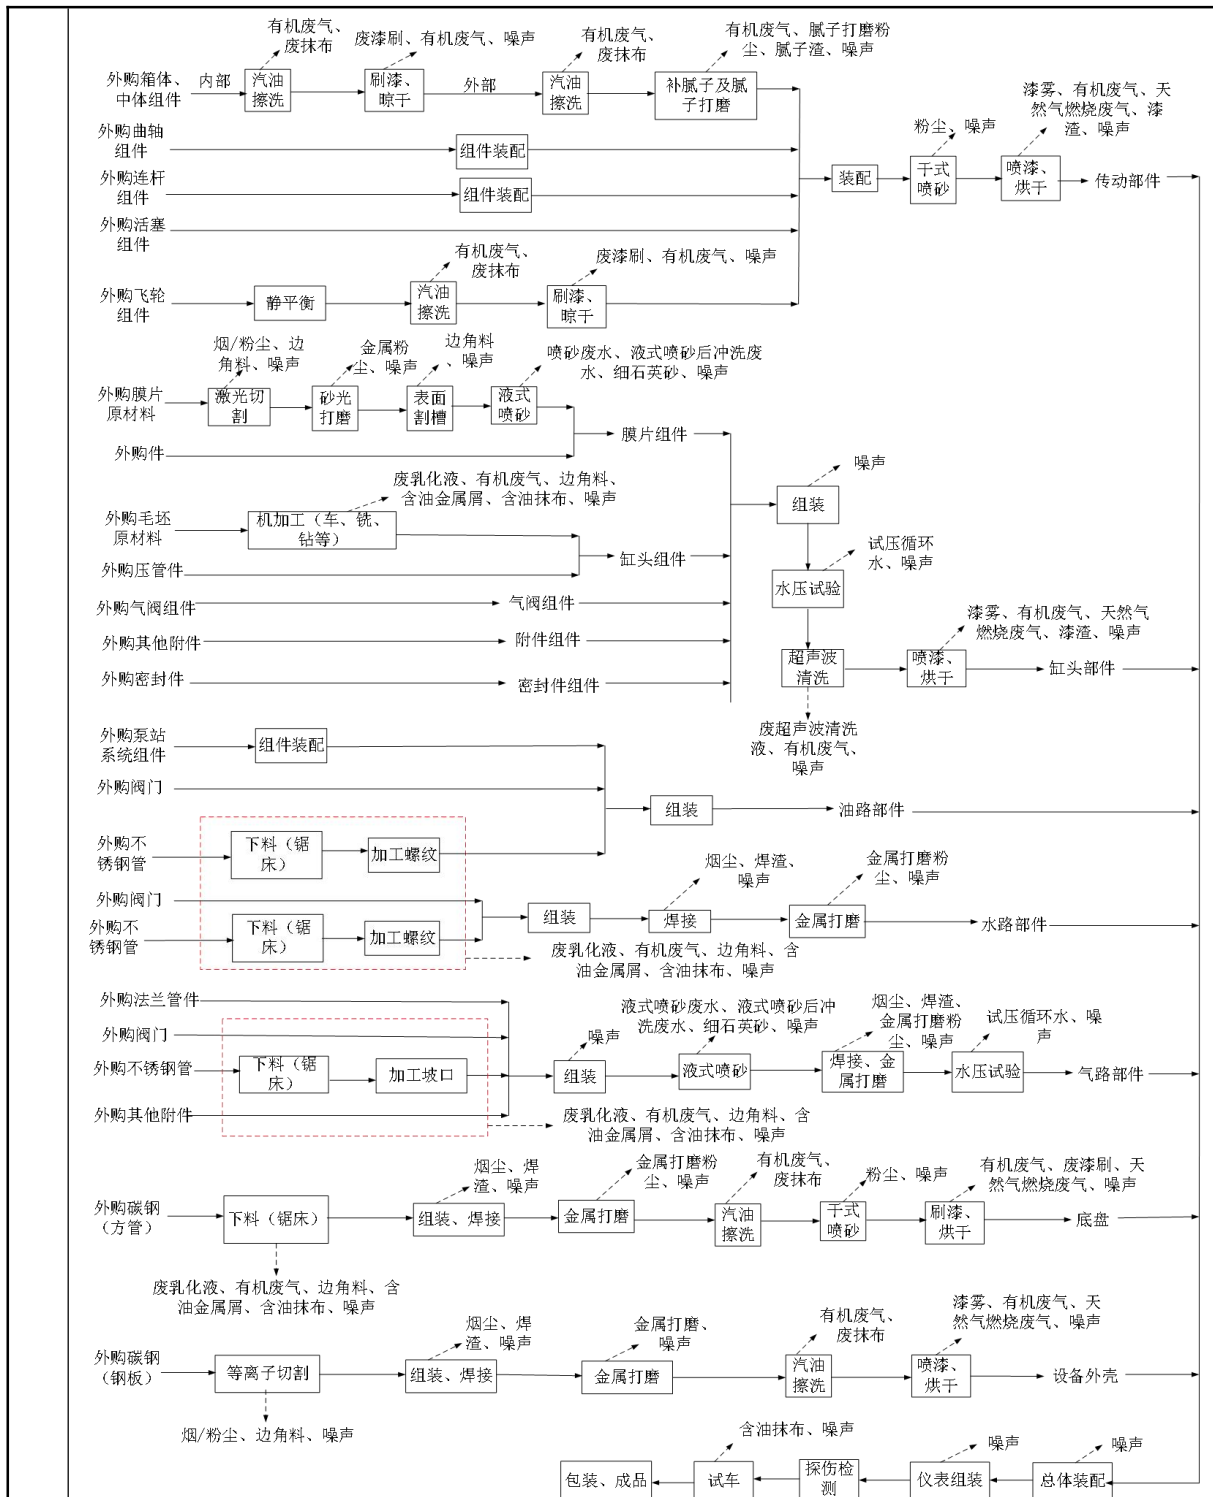 有机废气、
废抹布
废漆刷、有机废气、噪声
有机废气、
废抹布
有机废气、腻子打磨粉
尘、腻子渣、噪声
外购箱体、
中体组件
内部
汽油
擦洗
刷漆、
晾干
外部
汽油
擦洗
补腻子及腻
子打磨
外购曲轴
组件
组件装配
外购连杆
组件
组件装配
外购活塞
组件
装配
粉尘、噪声
干式
喷砂
漆雾、有机废气、天
然气燃烧废气、漆
渣、噪声
喷漆、
烘干
传动部件
有机废气、
废抹布
废漆刷、有机废气、噪声
外购飞轮
组件
静平衡
汽油
擦洗
刷漆、
晾干
烟/粉尘、边
角料、噪声
金属粉
尘、噪声
边角料
、噪声
喷砂废水、液式喷砂后冲洗废
水、细石英砂、噪声
外购膜片
原材料
激光切
割
砂光
打磨
表面
割槽
液式
喷砂
外购件
膜片组件
废乳化液、有机废气、边角料、
含油金属屑、含油抹布、噪声
外购毛坯
原材料
机加工（车、铣、
钻等）
外购压管件
缸头组件
外购气阀组件
气阀组件
外购其他附件
附件组件
外购密封件
密封件组件
噪声
组装
试压循环
水、噪声
水压试验
超声波
清洗
废超声波清洗
液、有机废气、
噪声
漆雾、有机废气、天然气
燃烧废气、漆渣、噪声
喷漆、
烘干
缸头部件
外购泵站
系统组件
组件装配
外购阀门
组装
油路部件
外购不
锈钢管
下料（锯
床）
加工螺纹
外购阀门
外购不
锈钢管
下料（锯
床）
加工螺纹
组装
烟尘、焊渣、
噪声
焊接
金属打磨粉
尘、噪声
金属打磨
水路部件
废乳化液、有机废气、边角料、含
油金属屑、含油抹布、噪声
外购法兰管件
外购阀门
外购不锈钢管
下料（锯
床）
加工坡口
外购其他附件
噪声
组装
液式喷砂废水、液式喷砂后冲
洗废水、细石英砂、噪声
液式喷砂
烟尘、焊渣、
金属打磨粉
尘、噪声
焊接、金
属打磨
试压循环水、噪
声
水压试验
气路部件
废乳化液、有机废气、边角料、含
油金属屑、含油抹布、噪声
外购碳钢
（方管）
下料（锯床）
废乳化液、有机废气、边角料、含
油金属屑、含油抹布、噪声
烟尘、焊
渣、噪声
组装、焊接
金属打磨粉
尘、噪声
金属打磨
有机废气、
废抹布
汽油
擦洗
粉尘、噪声
干式
喷砂
有机废气、废漆刷、天
然气燃烧废气、噪声
刷漆、
烘干
底盘
外购碳钢
（钢板）
等离子切割
烟/粉尘、边角料、噪声
烟尘、焊
渣、噪声
组装、焊接
金属打磨、
噪声
金属打磨
有机废气、
废抹布
汽油
擦洗
漆雾、有机废气、天
然气燃烧废气、噪声
喷漆、
烘干
设备外壳
含油抹布、噪声
噪声
噪声
包装、成品
试车
探伤检
测
仪表组装
总体装配